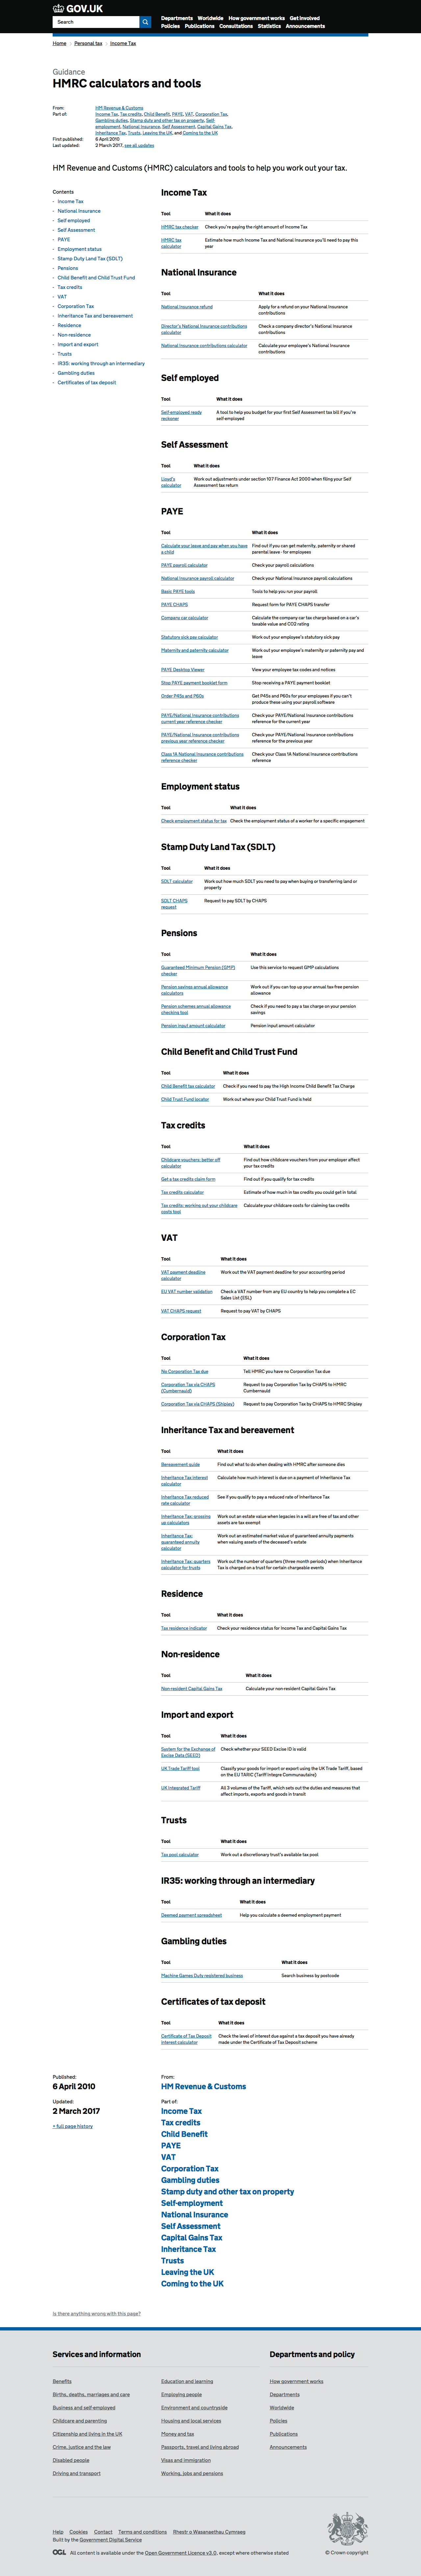 GOV.UK
Search
Departments Worldwide How government works Get involved
Policies Publications Consultations Statistics Announcements
Home Personal tax Income Tax
Guidance
HMRC calculators and tools
From: HM Revenue & Customs
Part of: Income Tax, Tax credits, Child Benefit, PAYE, VAT, Corporation Tax,
Gambling duties, Stamp duty and other tax on property, Self-
employment, National Insurance, Self Assessment, Capital Gains Tax,
Inheritance Tax, Trusts, Leaving the UK, and Coming to the UK
First published: 6 April 2010
Last updated: 2 March 2017, see all updates
HM Revenue and Customs (HMRC) calculators and tools to help you work out your tax.
Contents
- Income Tax
- National Insurance
- Self employed
- Self Assessment
- PAYE
- Employment status
- Stamp Duty Land Tax (SDLT)
- Pensions
- Child Benefit and Child Trust Fund
- Tax credits
- VAT
- Corporation Tax
- Inheritance Tax and bereavement
- Residence
- Non-residence
- Import and export
- Trusts
- IR35: working through an intermediary
- Gambling duties
- Certificates of tax deposit
Income Tax
Tool What it does
HMRC tax checker Check you're paying the right amount of Income Tax
HMRC tax
calculator
Estimate how much Income Tax and National Insurance you'll need to pay this
year
National Insurance
Tool What it does
National Insurance refund Apply for a refund on your National Insurance
contributions
Director's National Insurance contributions
calculator
Check a company director's National Insurance
contributions
National Insurance contributions calculator Calculate your employee's National Insurance
contributions
Self employed
Tool What it does
Self-employed ready
reckoner
A tool to help you budget for your first Self Assessment tax bill if you're
self-employed
Self Assessment
Tool What it does
Lloyd's
calculator
Work out adjustments under section 107 Finance Act 2000 when filing your Self
Assessment tax return
PAYE
Tool What it does
Calculate your leave and pay when you have
a child
Find out if you can get maternity, paternity or shared
parental leave - for employees
PAYE payroll calculator Check your payroll calculations
National Insurance payroll calculator Check your National Insurance payroll calculations
Basic PAYE tools Tools to help you run your payroll
PAYE CHAPS Request form for PAYE CHAPS transfer
Company car calculator Calculate the company car tax charge based on a car's
taxable value and CO2 rating
Statutory sick pay calculator Work out your employee's statutory sick pay
Maternity and paternity calculator Work out your employee's maternity or paternity pay and
leave
PAYE Desktop Viewer View your employee tax codes and notices
Stop PAYE payment booklet form Stop receiving a PAYE payment booklet
Order P45s and P60s Get P45s and P60s for your employees if you can't
produce these using your payroll software
PAYE/National Insurance contributions
current year reference checker
Check your PAYE/National Insurance contributions
reference for the current year
PAYE/National Insurance contributions
previous year reference checker
Check your PAYE/National Insurance contributions
reference for the previous year
Class 1A National Insurance contributions
reference checker
Check your Class 1A National Insurance contributions
reference
Employment status
Tool What it does
Check employment status for tax Check the employment status of a worker for a specific engagement
Stamp Duty Land Tax (SDLT)
Tool What it does
SDLT calculator Work out how much SDLT you need to pay when buying or transferring land or
property
SDLT CHAPS
request
Request to pay SDLT by CHAPS
Pensions
Tool What it does
Guaranteed Minimum Pension (GMP)
checker
Use this service to request GMP calculations
Pension savings annual allowance
calculators
Work out if you can top up your annual tax-free pension
allowance
Pension schemes annual allowance
checking tool
Check if you need to pay a tax charge on your pension
savings
Pension input amount calculator Pension input amount calculator
Child Benefit and Child Trust Fund
Tool What it does
Child Benefit tax calculator Check if you need to pay the High Income Child Benefit Tax Charge
Child Trust Fund locator Work out where your Child Trust Fund is held
Tax credits
Tool What it does
Childcare vouchers: better off
calculator
Find out how childcare vouchers from your employer affect
your tax credits
Get a tax credits claim form Find out if you qualify for tax credits
Tax credits calculator Estimate of how much in tax credits you could get in total
Tax credits: working out your childcare
costs tool
Calculate your childcare costs for claiming tax credits
VAT
Tool What it does
VAT payment deadline
calculator
Work out the VAT payment deadline for your accounting period
EU VAT number validation Check a VAT number from any EU country to help you complete a EC
Sales List (ESL)
VAT CHAPS request Request to pay VAT by CHAPS
Corporation Tax
Tool What it does
No Corporation Tax due Tell HMRC you have no Corporation Tax due
Corporation Tax via CHAPS
(Cumbernauld)
Request to pay Corporation Tax by CHAPS to HMRC
Cumbernauld
Corporation Tax via CHAPS (Shipley) Request to pay Corporation Tax by CHAPS to HMRC Shipley
Inheritance Tax and bereavement
Tool What it does
Bereavement guide Find out what to do when dealing with HMRC after someone dies
Inheritance Tax interest
calculator
Calculate how much interest is due on a payment of Inheritance Tax
Inheritance Tax reduced
rate calculator
See if you qualify to pay a reduced rate of Inheritance Tax
Inheritance Tax: grossing
up calculators
Work out an estate value when legacies in a will are free of tax and other
assets are tax exempt
Inheritance Tax:
guaranteed annuity
calculator
Work out an estimated market value of guaranteed annuity payments
when valuing assets of the deceased's estate
Inheritance Tax: quarters
calculator for trusts
Work out the number of quarters (three month periods) when Inheritance
Tax is charged on a trust for certain chargeable events
Residence
Tool What it does
Tax residence indicator Check your residence status for Income Tax and Capital Gains Tax
Non-residence
Tool What it does
Non-resident Capital Gains Tax Calculate your non-resident Capital Gains Tax
Import and export
Tool What it does
System for the Exchange of
Excise Data (SEED)
Check whether your SEED Excise ID is valid
UK Trade Tariff tool Classify your goods for import or export using the UK Trade Tariff, based
on the EU TARIC (Tariff Integre Communautaire)
UK Integrated Tariff All 3 volumes of the Tariff, which sets out the duties and measures that
affect imports, exports and goods in transit
Trusts
Tool What it does
Tax pool calculator Work out a discretionary trust's available tax pool
IR35: working through an intermediary
Tool What it does
Deemed payment spreadsheet Help you calculate a deemed employment payment
Gambling duties
Tool What it does
Machine Games Duty registered business Search business by postcode
Certificates of tax deposit
Tool What it does
Certificate of Tax Deposit
interest calculator
Check the level of interest due against a tax deposit you have already
made under the Certificate of Tax Deposit scheme
Published:
6 April 2010
Updated:
2 March 2017
+ full page history
From:
HM Revenue & Customs
Part of:
Income Tax
Tax credits
Child Benefit
PAYE
VAT
Corporation Tax
Gambling duties
Stamp duty and other tax on property
Self-employment
National Insurance
Self Assessment
Capital Gains Tax
Inheritance Tax
Trusts
Leaving the UK
Coming to the UK
Is there anything wrong with this page?
Services and information
Benefits
Births, deaths, marriages and care
Business and self-employed
Childcare and parenting
Citizenship and living in the UK
Crime, justice and the law
Disabled people
Driving and transport
Education and learning
Employing people
Environment and countryside
Housing and local services
Money and tax
Passports, travel and living abroad
Visas and immigration
Working, jobs and pensions
Departments and policy
How government works
Departments
Worldwide
Policies
Publications
Announcements
Help Cookies Contact Terms and conditions Rhestr o Wasanaethau Cymraeg
Built by the Government Digital Service
OGL All content is available under the Open Government Licence v3.0, except where otherwise stated
© Crown copyright